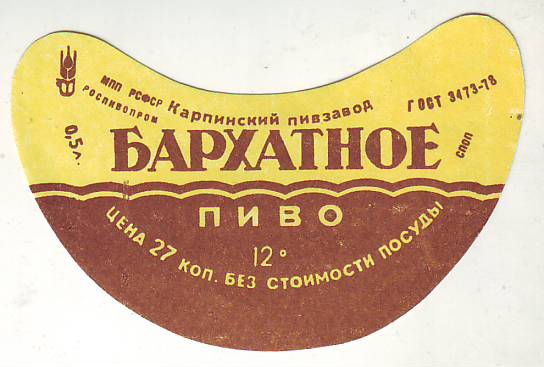 МПП РСФСР
РОСПИВОПРОМ
Карпинский пивзавод
ГОСТ 3473-78
0,5 л.
БАРХАТНОЕ
СПОП
ПИВО
12°
ЦЕНА 27 КОП. БЕЗ СТОИМОСТИ ПОСУДЫ